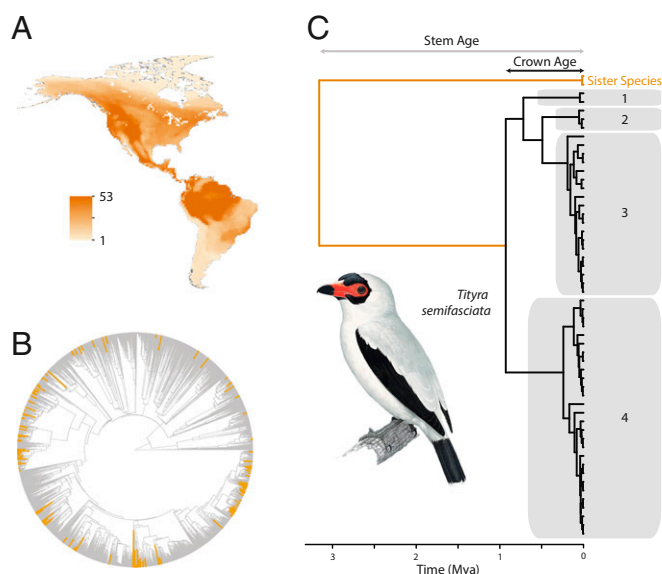 A
53
1
B
C
Stem Age
Crown Age
Sister Species
1
2
3
4
Tityra
semifasciata
3 2 1 0
Time (Mya)